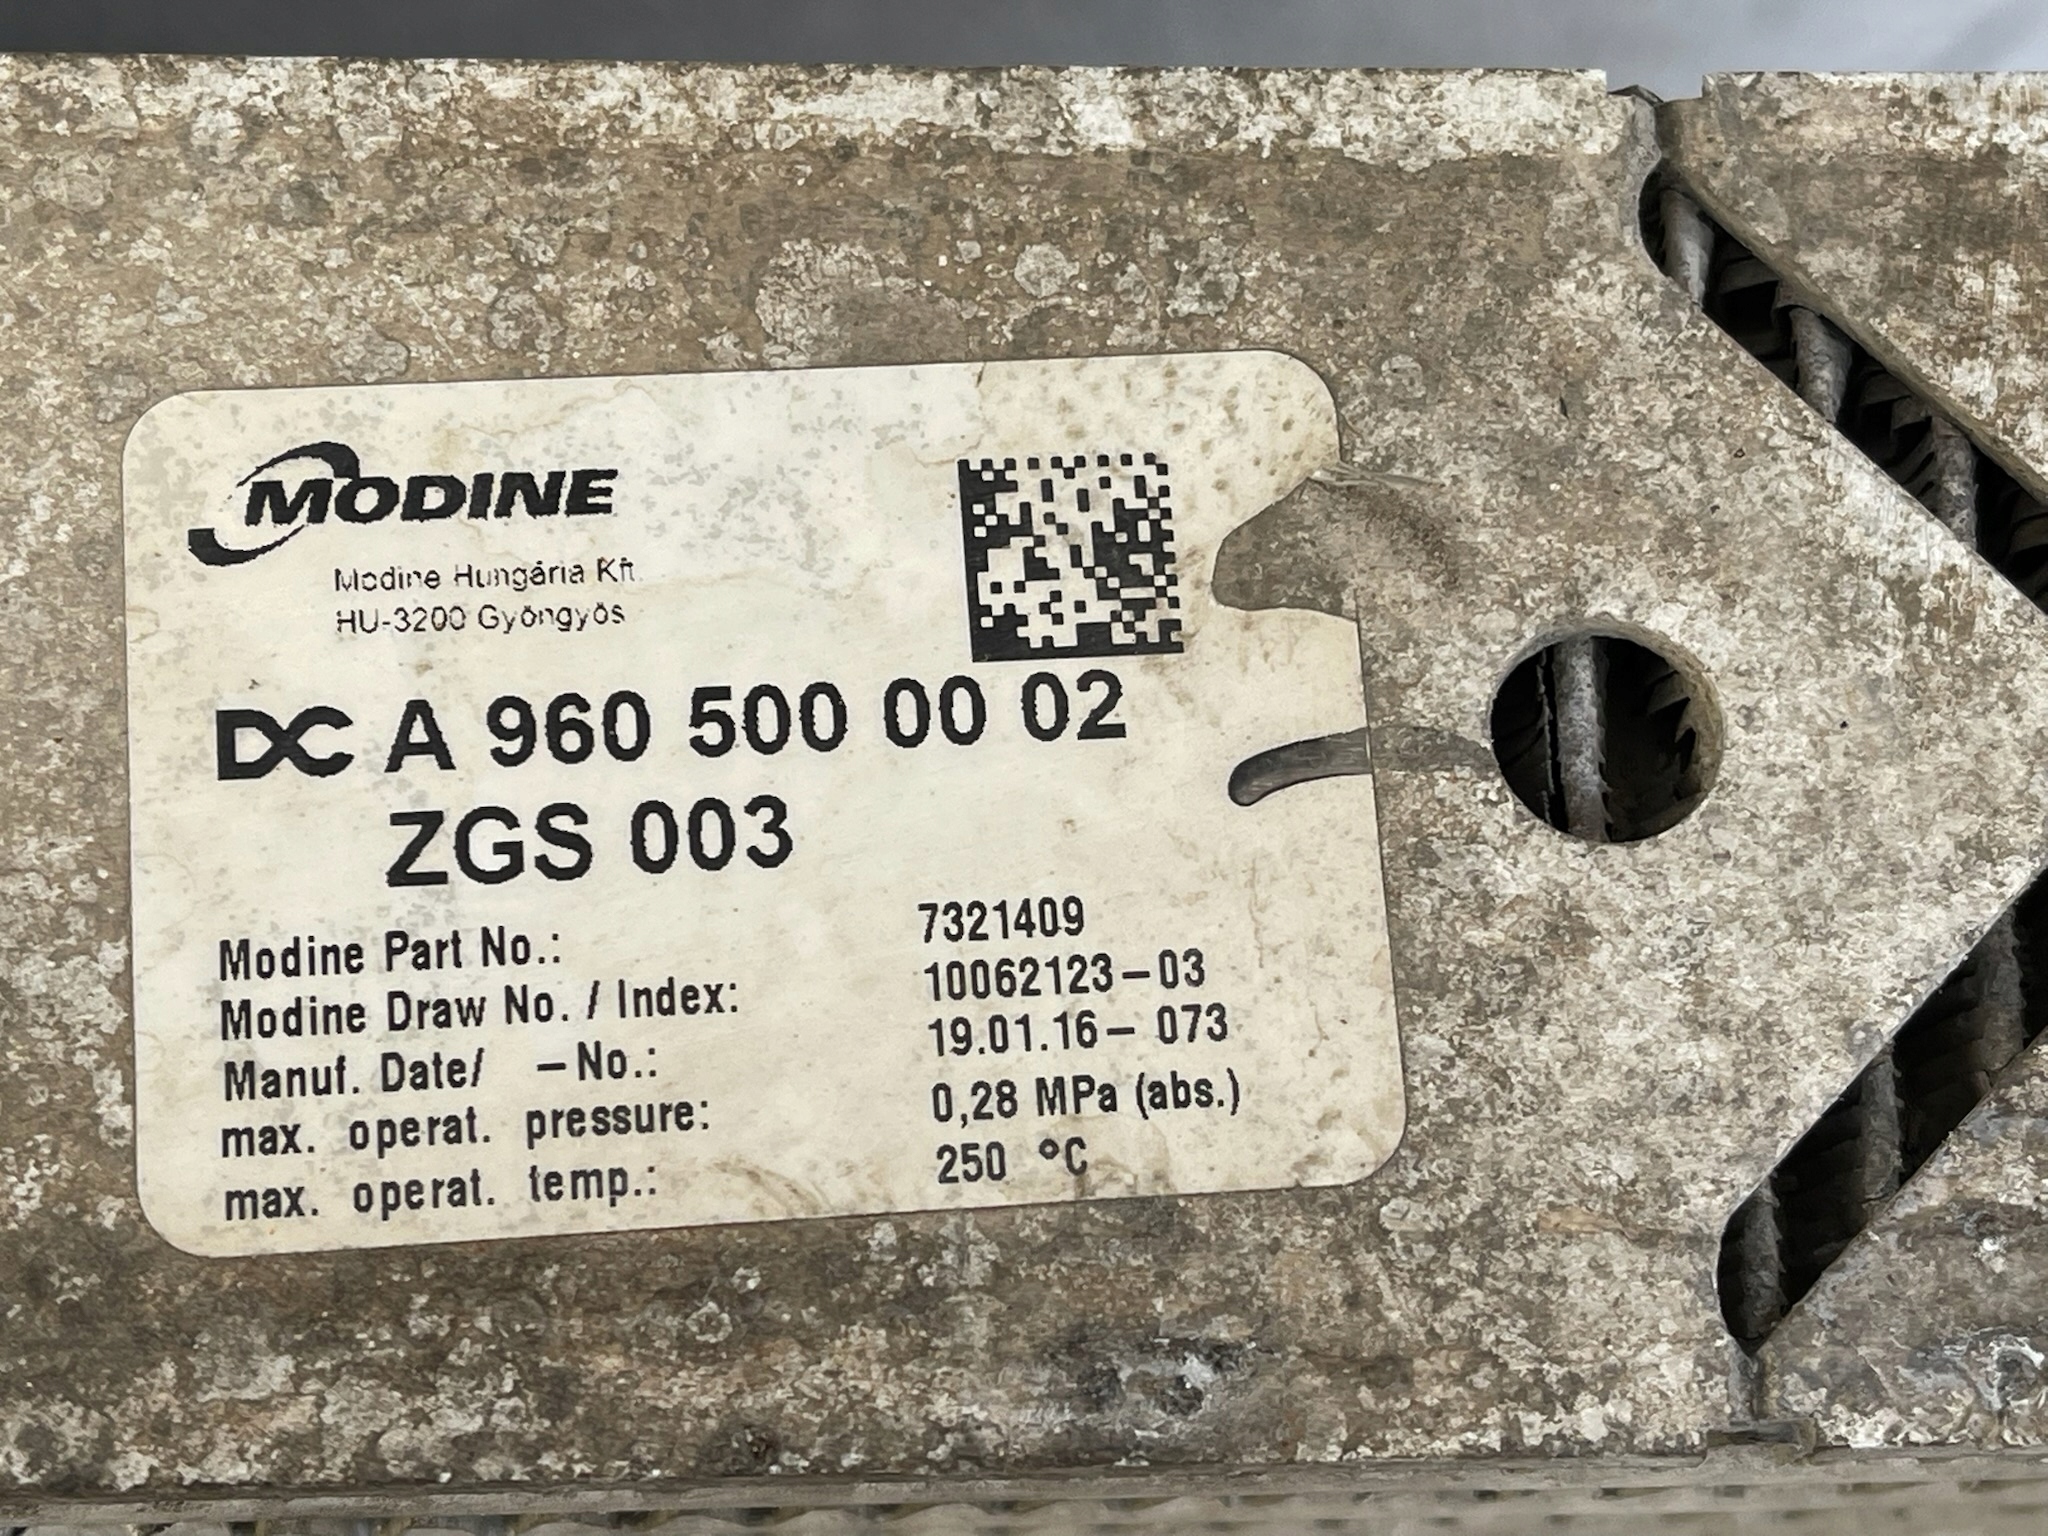 MODINE
Modine Hungária Kft.
HU-3200 Gyöngyös
DC A 960 500 00 02
ZGS 003
Modine Part No.: 7321409
Modine Draw No. / Index: 10062123-03
Manuf. Date/ -No.: 19.01.16- 073
max. operat. pressure: 0,28 MPa (abs.)
max. operat. temp.: 250 °C